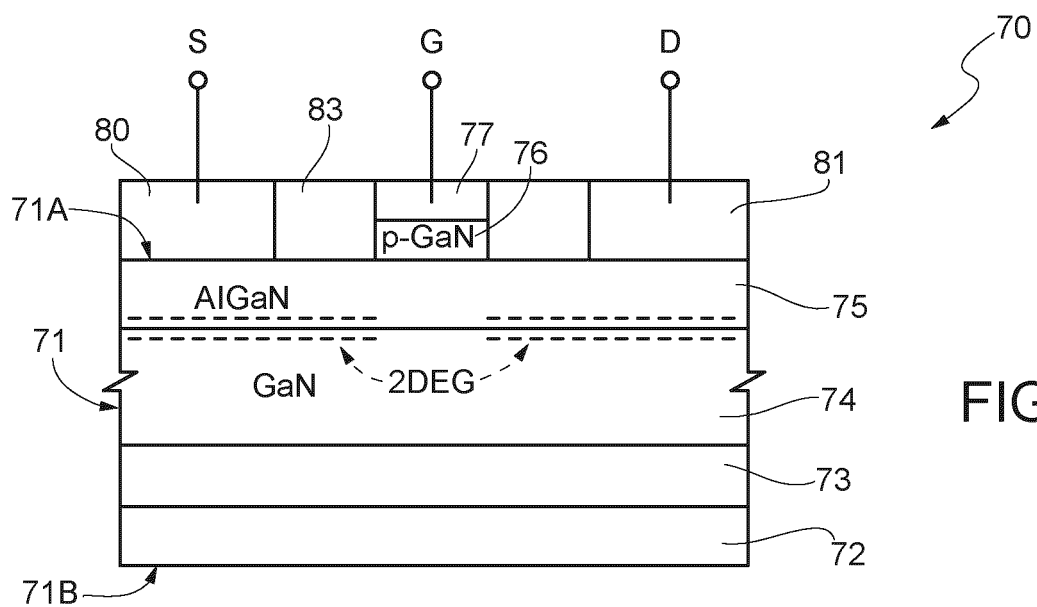 70
S G D
80 83 77 76 81
71A
p-GaN
AlGaN
75
71
2DEG
GaN
74
FIG
73
72
71B